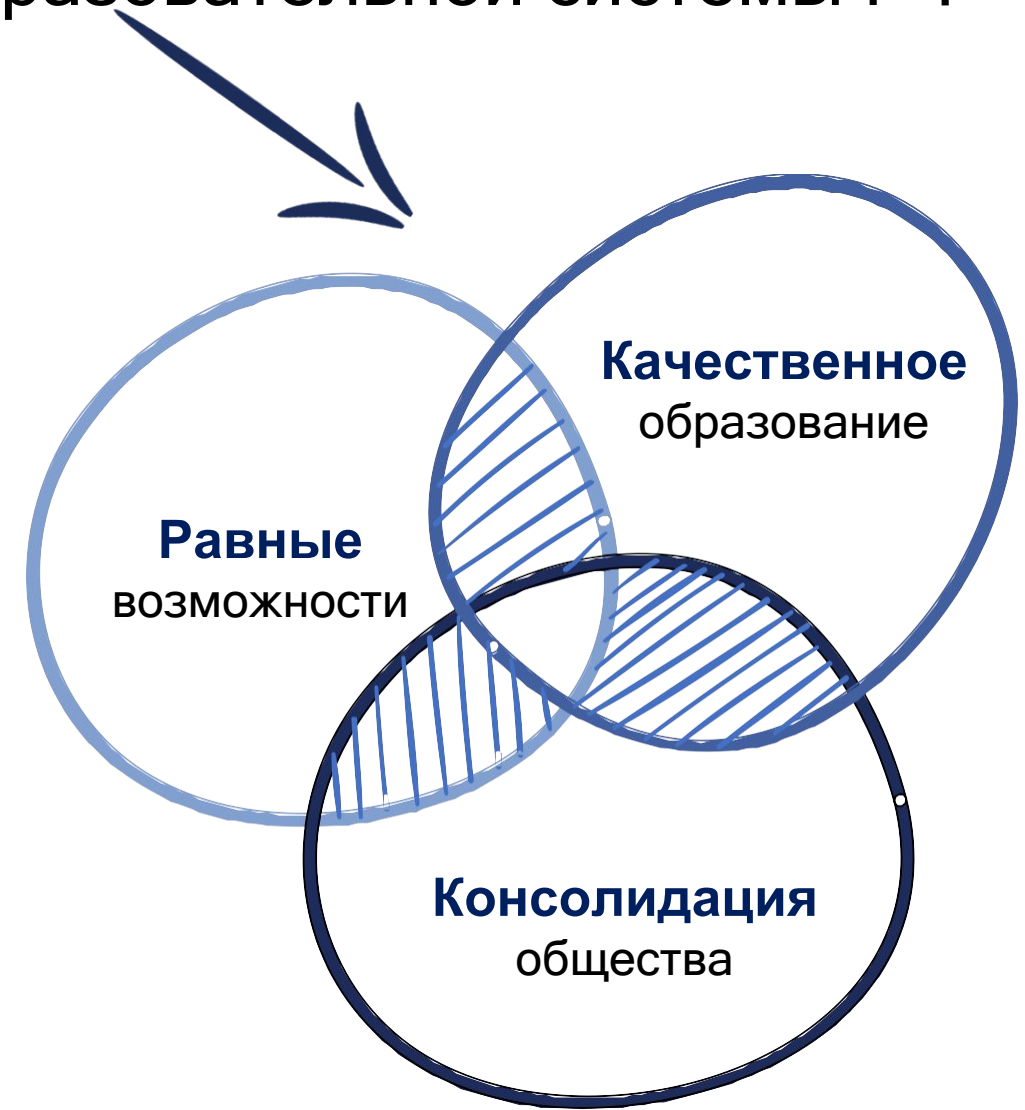 Качественное
образование
Равные
возможности
Консолидация
общества